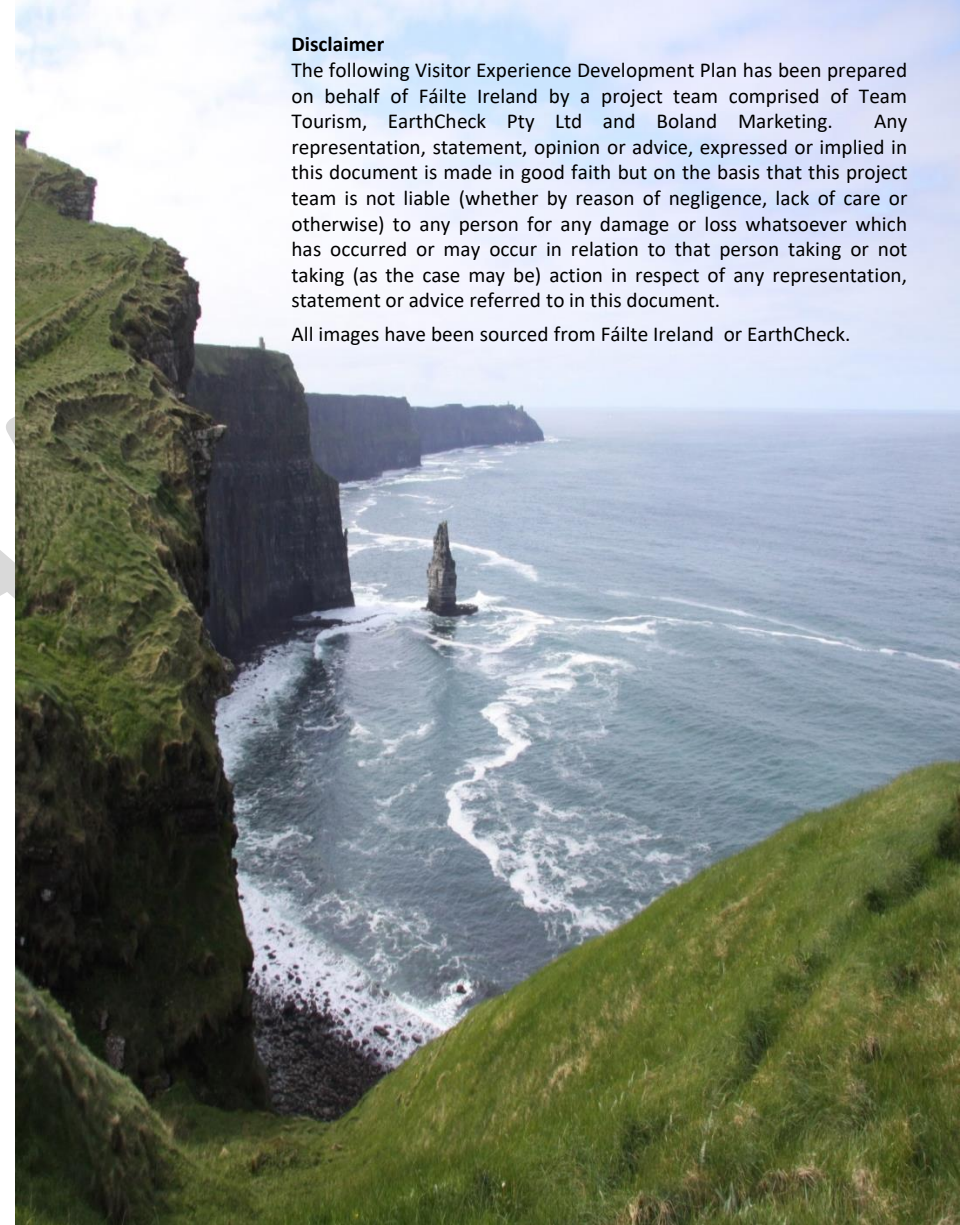 Disclaimer
The following Visitor Experience Development Plan has been prepared
on behalf of Fáilte Ireland by a project team comprised of Team
Tourism, EarthCheck Pty Ltd and Boland Marketing. Any
representation, statement, opinion or advice, expressed or implied in
this document is made in good faith but on the basis that this project
team is not liable (whether by reason of negligence, lack of care or
otherwise) to any person for any damage or loss whatsoever which
has occurred or may occur in relation to that person taking or not
taking (as the case may be) action in respect of any representation,
statement or advice referred to in this document.
All images have been sourced from Fáilte Ireland or EarthCheck.